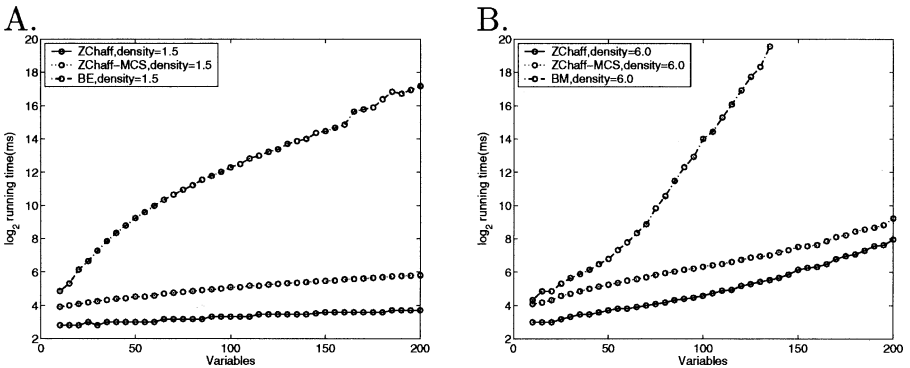 A.
20
18
16
14
12
10
8
6
4
2
log2 running time(ms)
ZChaff,density=1.5
ZChaff-MCS,density=1.5
BE,density=1.5
0
50
100
150
200
Variables
B.
20
18
16
14
12
10
8
6
4
2
log2 running time(ms)
ZChaff,density=6.0
ZChaff-MCS,density=6.0
BM,density=6.0
0
50
100
150
200
Variables